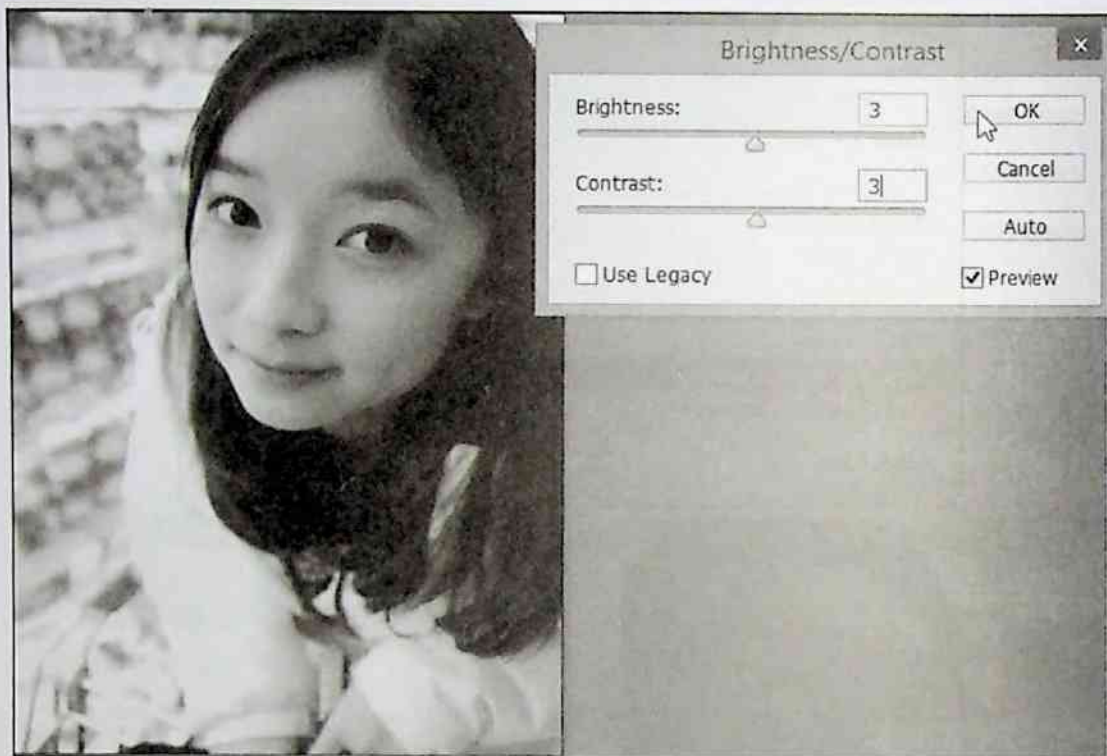 Brightness/Contrast
Brightness: 3
OK
Contrast: 3
Cancel
Auto
Use Legacy
Preview